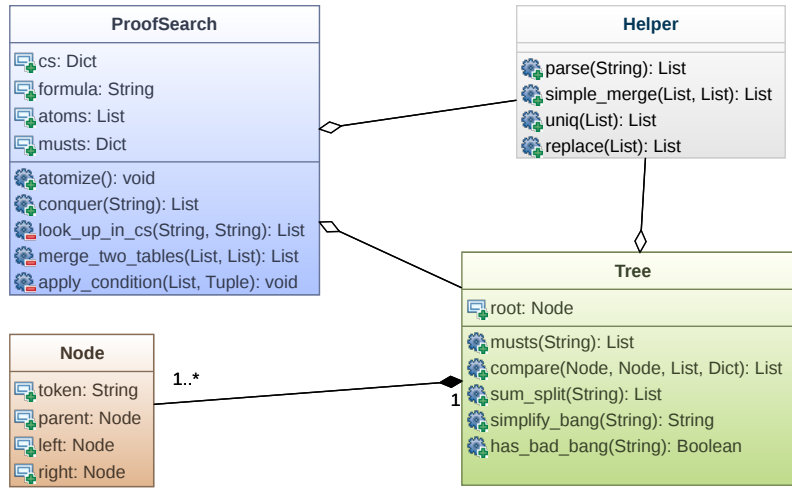 ProofSearch
cs: Dict
formula: String
atoms: List
musts: Dict
atomize(): void
conquer(String): List
look_up_in_cs(String, String): List
merge_two_tables(List, List): List
apply_condition(List, Tuple): void
Helper
parse(String): List
simple_merge(List, List): List
uniq(List): List
replace(List): List
Tree
root: Node
musts(String): List
compare(Node, Node, List, Dict): List
sum_split(String): List
simplify_bang(String): String
has_bad_bang(String): Boolean
Node
token: String
parent: Node
left: Node
right: Node
1..*
1